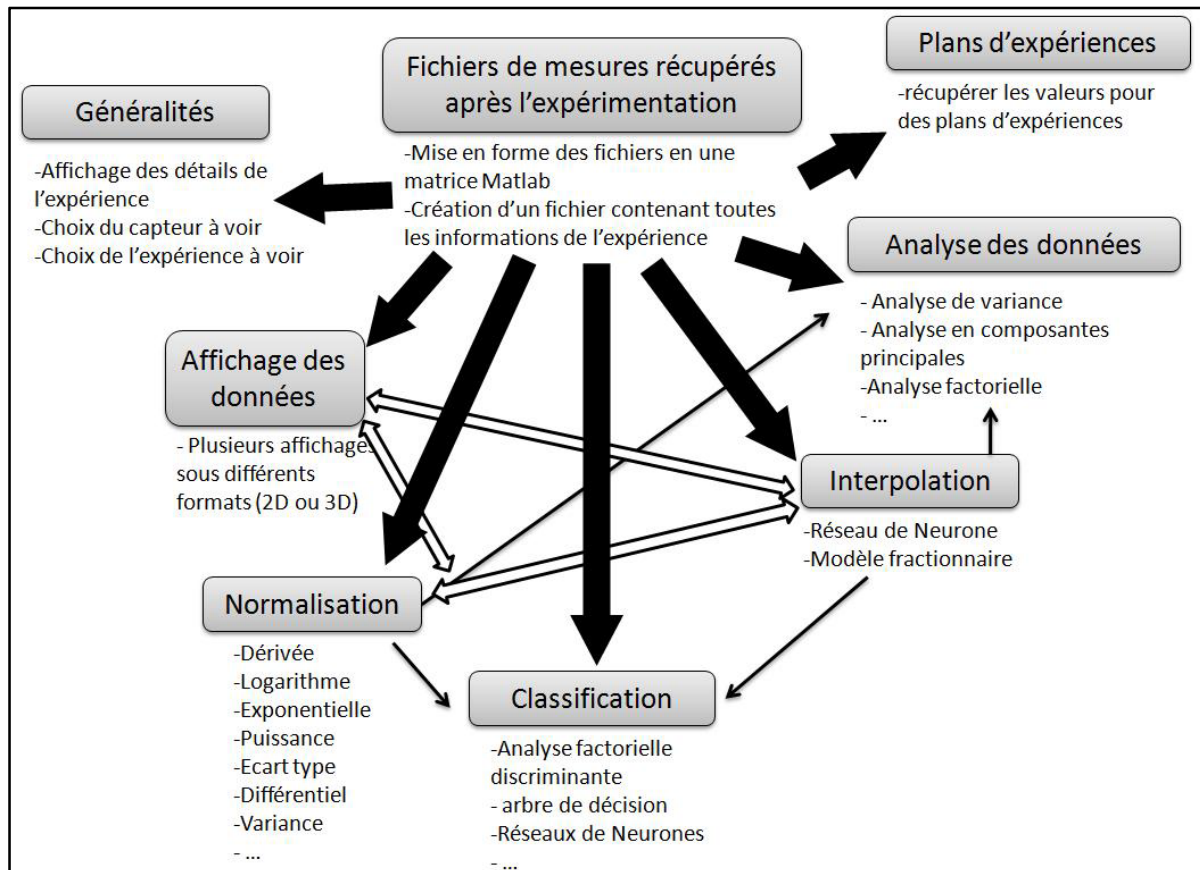 Plans d'expériences
-récupérer les valeurs pour
des plans d'expériences
Fichiers de mesures récupérés
après l'expérimentation
-Mise en forme des fichiers en une
matrice Matlab
-Création d'un fichier contenant toutes
les informations de l'expérience
Généralités
-Affichage des détails de
l'expérience
-Choix du capteur à voir
-Choix de l'expérience à voir
Analyse des données
- Analyse de variance
- Analyse en composantes
principales
-Analyse factorielle
- ...
Affichage des
données
- Plusieurs affichages
sous différents
formats (2D ou 3D)
Interpolation
-Réseau de Neurone
-Modèle fractionnaire
Normalisation
-Dérivée
-Logarithme
-Exponentielle
-Puissance
-Ecart type
-Différentiel
-Variance
- ...
Classification
-Analyse factorielle
discriminante
- arbre de décision
-Réseaux de Neurones
- ...